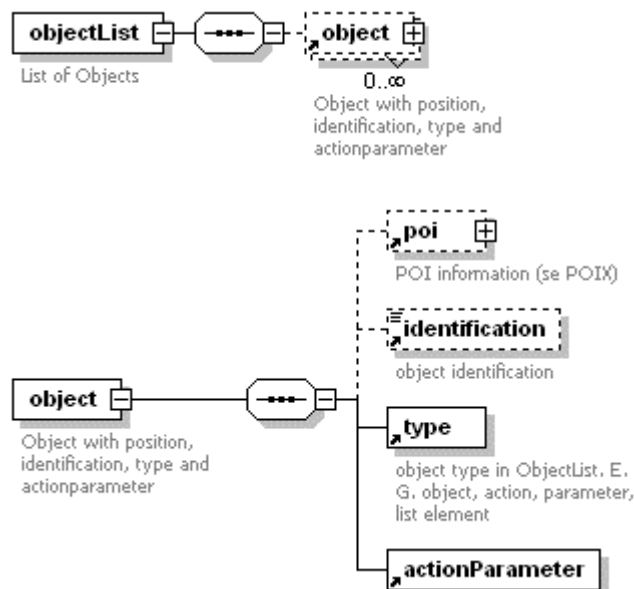 objectList
object
List of Objects
0..∞
Object with position,
identification, type and
actionparameter
poi
POI information (se POIX)
identification
object identification
object
Object with position,
identification, type and
actionparameter
type
object type in ObjectList. E.
G. object, action, parameter,
list element
actionParameter